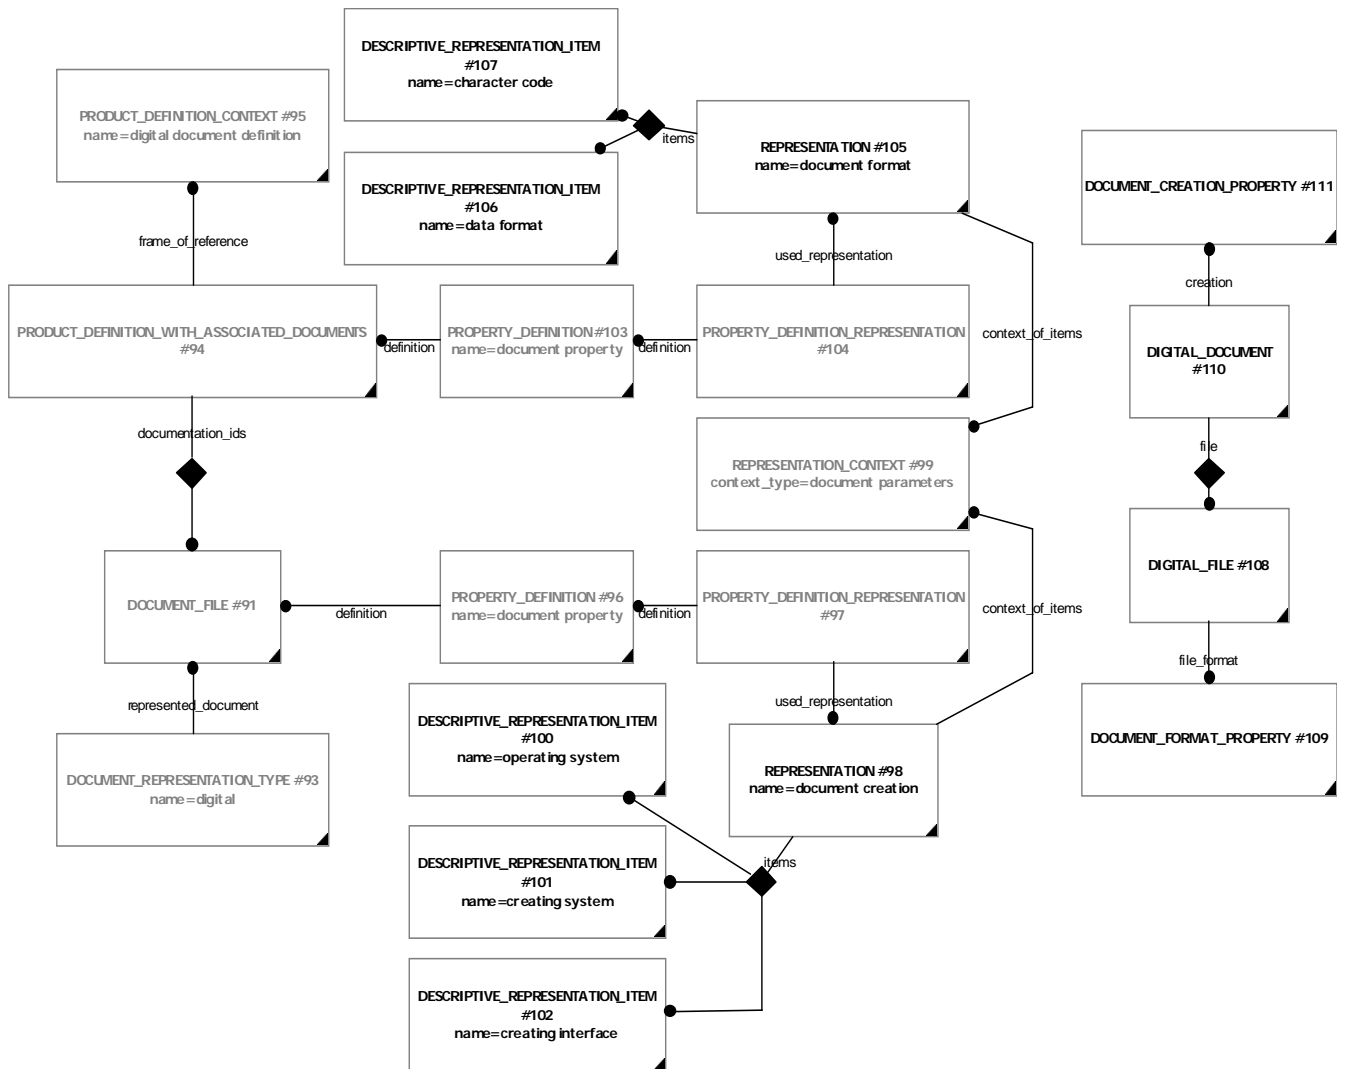 DESCRIPTIVE_REPRESENTATION_ITEM
#107
name=character code
PRODUCT_DEFINITION_CONTEXT #95
name=digital document definition
items
REPRESENTATION #105
name=document format
DESCRIPTIVE_REPRESENTATION_ITEM
#106
name=data format
DOCUMENT_CREATION_PROPERTY #111
frame_of_reference
used_representation
creation
PRODUCT_DEFINITION_WITH_ASSOCIATED_DOCUMENTS
#94
definition
PROPERTY_DEFINITION #103
name=document property
definition
PROPERTY_DEFINITION_REPRESENTATION
#104
context_of_items
DIGITAL_DOCUMENT
#110
documentation_ids
file
REPRESENTATION_CONTEXT #99
context_type=document parameters
DIGITAL_FILE #108
DOCUMENT_FILE #91
definition
PROPERTY_DEFINITION #96
name=document property
definition
PROPERTY_DEFINITION_REPRESENTATION
#97
context_of_items
file_format
represented_document
used_representation
DESCRIPTIVE_REPRESENTATION_ITEM
#100
name=operating system
DOCUMENT_FORMAT_PROPERTY #109
DOCUMENT_REPRESENTATION_TYPE #93
name=digital
REPRESENTATION #98
name=document creation
items
DESCRIPTIVE_REPRESENTATION_ITEM
#101
name=creating system
DESCRIPTIVE_REPRESENTATION_ITEM
#102
name=creating interface